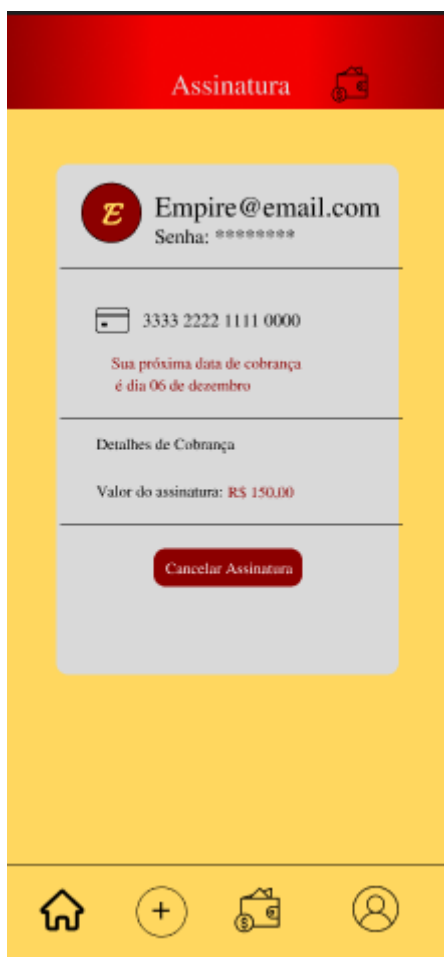 Assinatura
E
Empire@email.com
Senha: ********
3333 2222 1111 0000
Sua próxima data de cobrança
é dia 06 de dezembro
Detalhes de Cobrança
Valor do assinatura: R$ 150,00
Cancelar Assinatura